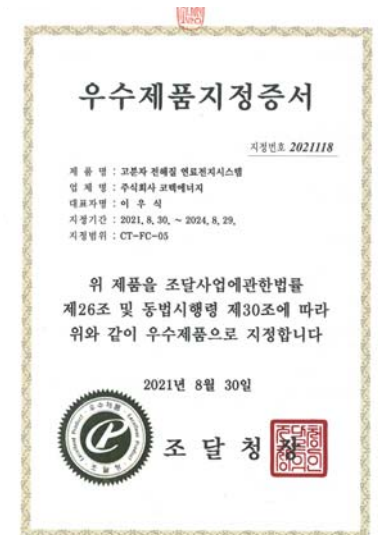 우수제품지정증서
지정번호 2021118
제 품 명 : 고분자 전해질 연료전지시스템
업 체 명 : 주식회사 코텍에너지
대표자명 : 이 우 식
지정기간 : 2021. 8. 30. ~ 2024. 8. 29.
지정범위 : CT-FC-05
위 제품을 조달사업에관한법률
제26조 및 동법시행령 제30조에 따라
위와 같이 우수제품으로 지정합니다
2021년 8월 30일
조 달 청 장